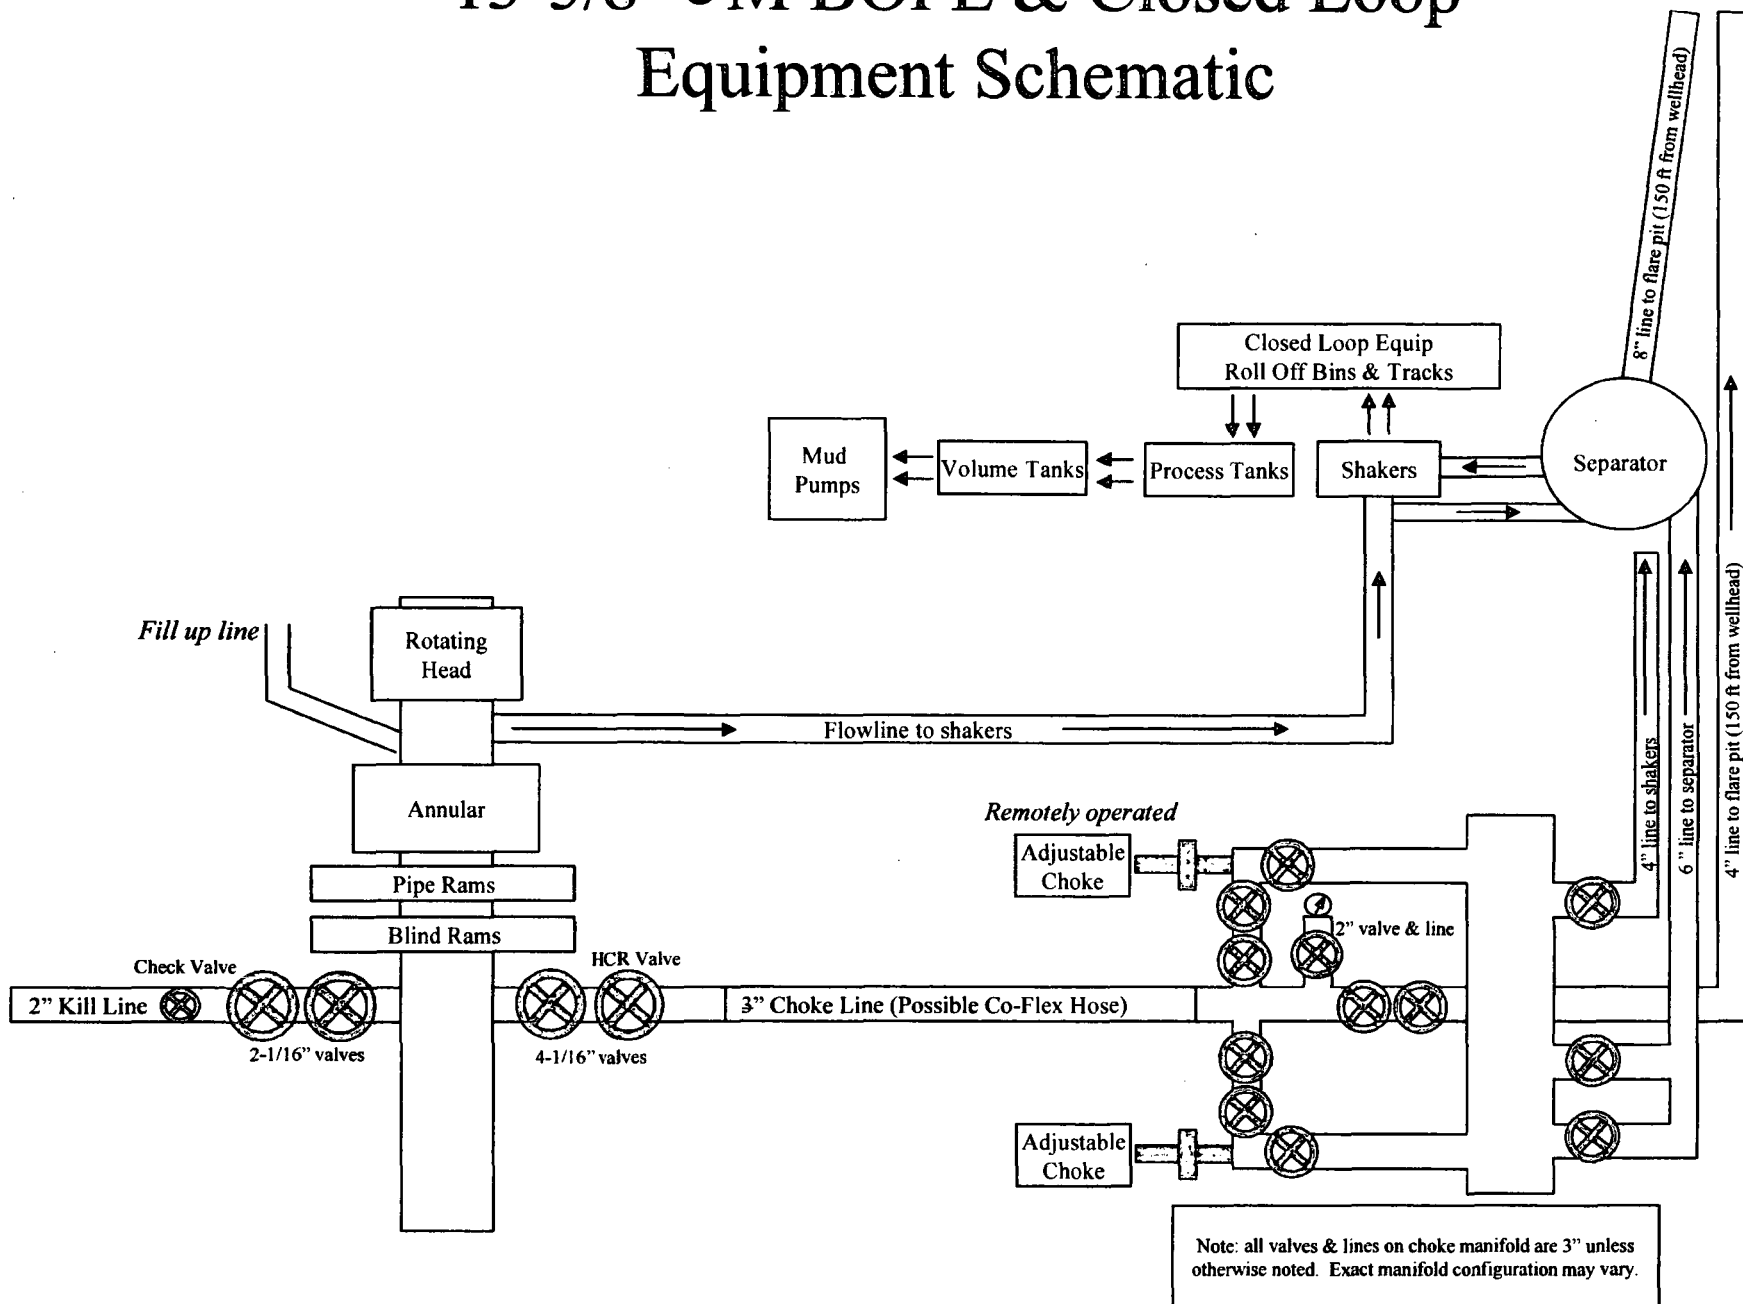 BOPE & Closed Loop
Equipment Schematic
8" line to flare pit (150 ft from wellhead)
Closed Loop Equip
Roll Off Bins & Tracks
Mud
Pumps
Volume Tanks
Process Tanks
Shakers
Separator
Fill up line
Rotating
Head
Flowline to shakers
4" line to shakers
6 " line to separator
4" line to flare pit (150 ft from wellhead)
Annular
Remotely operated
Adjustable
Choke
Pipe Rams
Blind Rams
2" valve & line
Check Valve
HCR Valve
2" Kill Line
3" Choke Line (Possible Co-Flex Hose)
2-1/16" valves
4-1/16" valves
Adjustable
Choke
Note: all valves & lines on choke manifold are 3" unless
otherwise noted. Exact manifold configuration may vary.